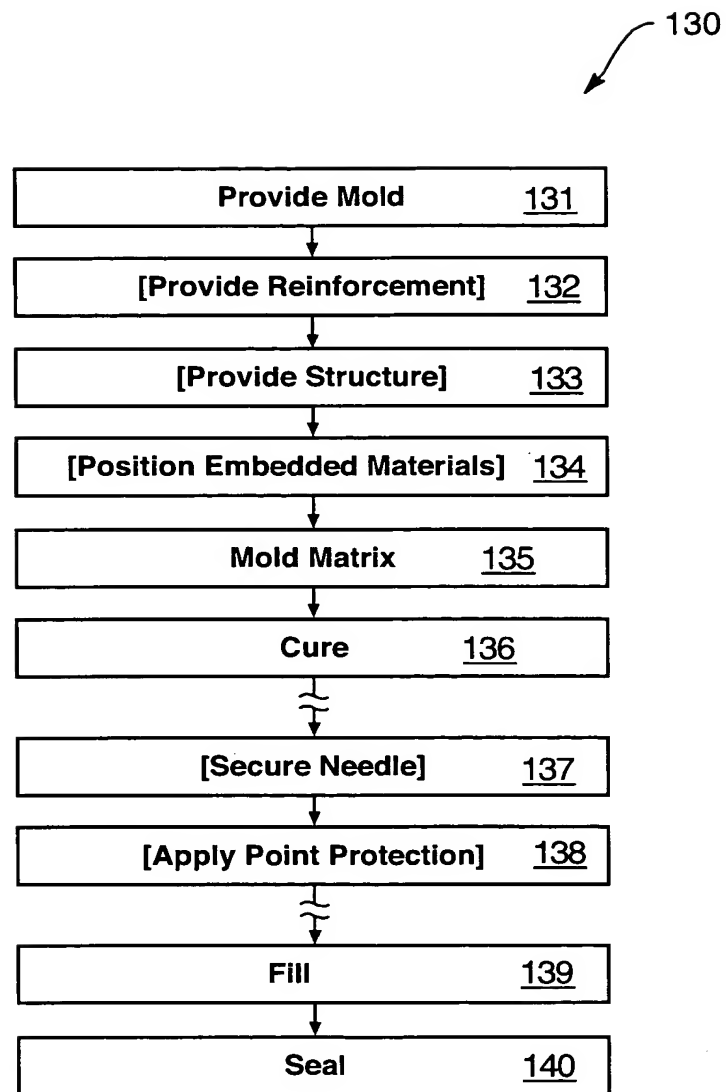 130
Provide Mold 131
[Provide Reinforcement] 132
[Provide Structure] 133
[Position Embedded Materials] 134
Mold Matrix 135
Cure 136
[Secure Needle] 137
[Apply Point Protection] 138
Fill 139
Seal 140